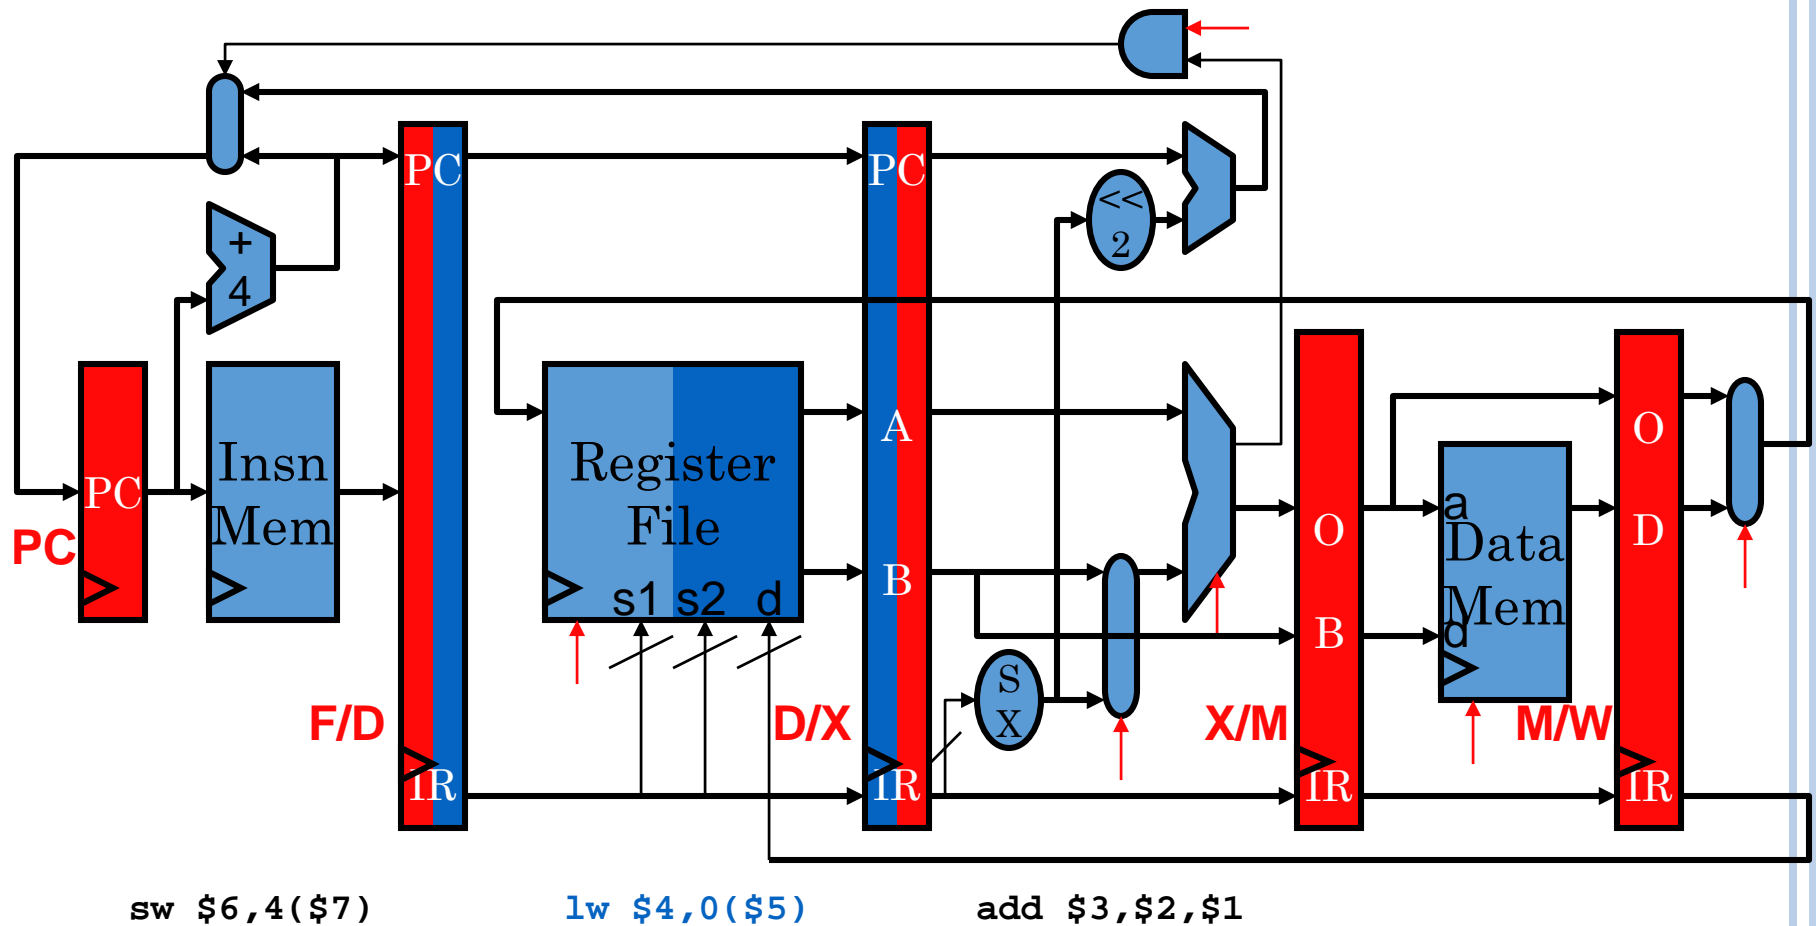 PC
PC
<<
2
+
4
PC
Insn
Mem
Register
File
A
O
O
PC
B
s1 s2 d
B
a
d
Data
Mem
D
S
X
F/D
D/X
X/M
M/W
IR
IR
IR
IR
sw $6,4($7)
lw $4,0($5)
add $3,$2,$1